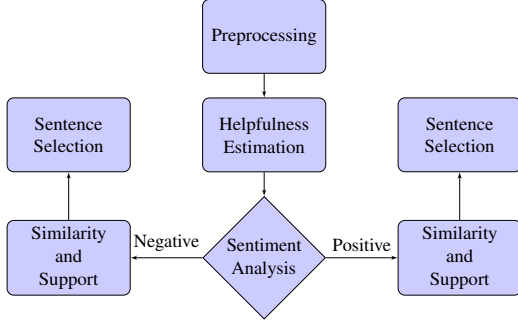 Preprocessing
Helpfulness
Estimation
Sentence
Selection
Sentence
Selection
Similarity
and
Support
Negative
Sentiment
Analysis
Positive
Similarity
and
Support